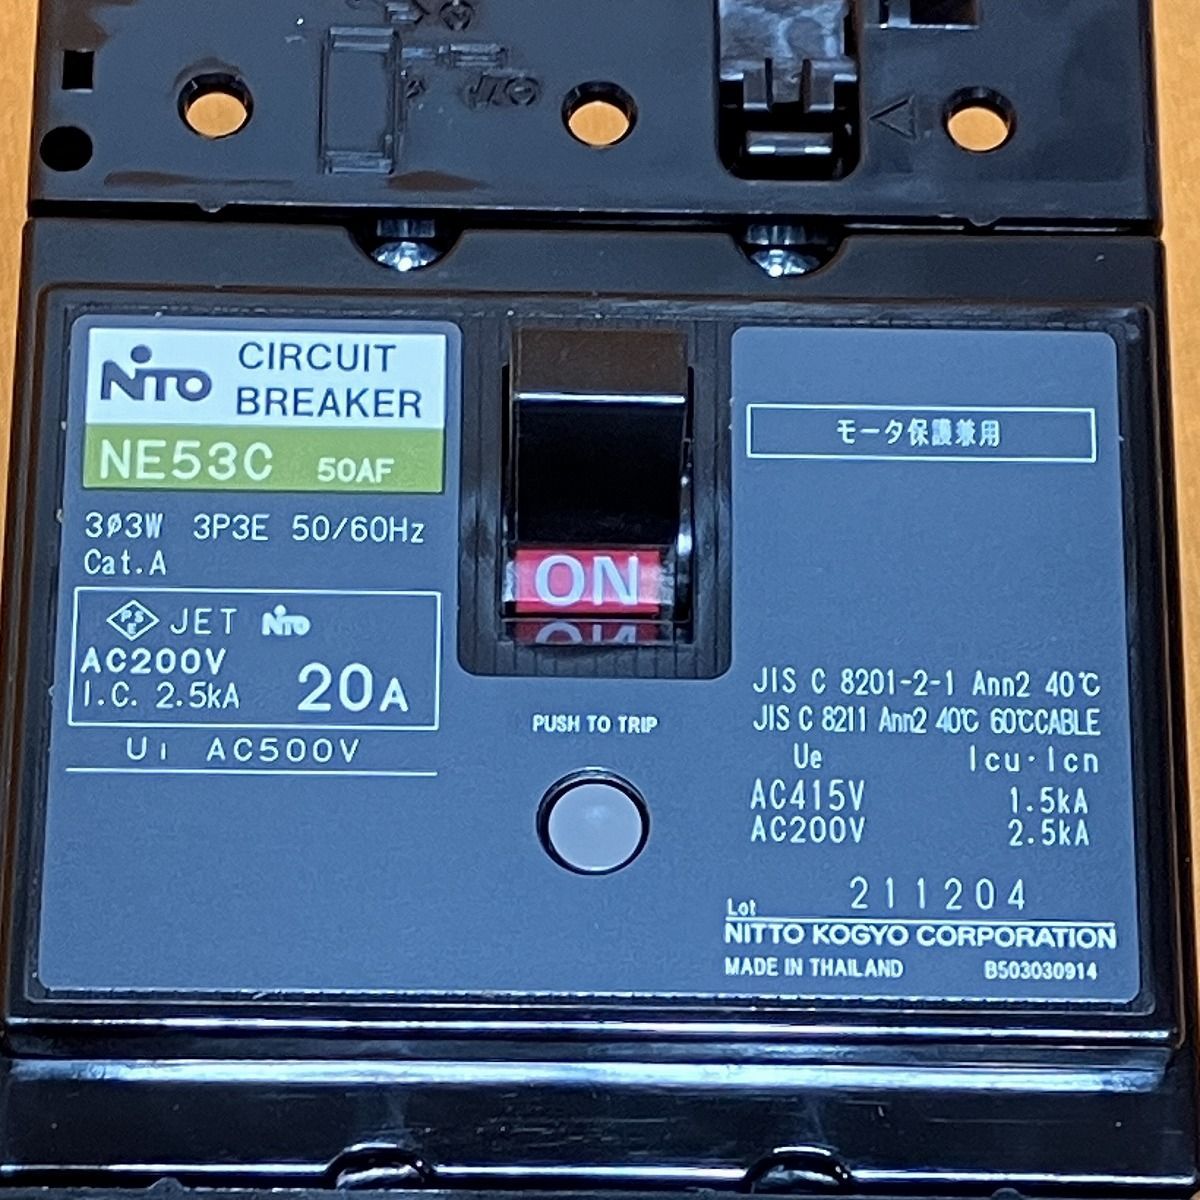 NITO
CIRCUIT
BREAKER
NE53C 50AF
3ø3W 3P3E 50/60Hz
Cat.A
PSE JET NITO
AC200V
I.C. 2.5kA 20A
Ui AC500V
ON
PUSH TO TRIP
モータ保護兼用
JIS C 8201-2-1 Ann2 40℃
JIS C 8211 Ann2 40℃ 60℃CABLE
Ue Icu·Icn
AC415V 1.5kA
AC200V 2.5kA
Lot 211204
NITTO KOGYO CORPORATION
MADE IN THAILAND B503030914